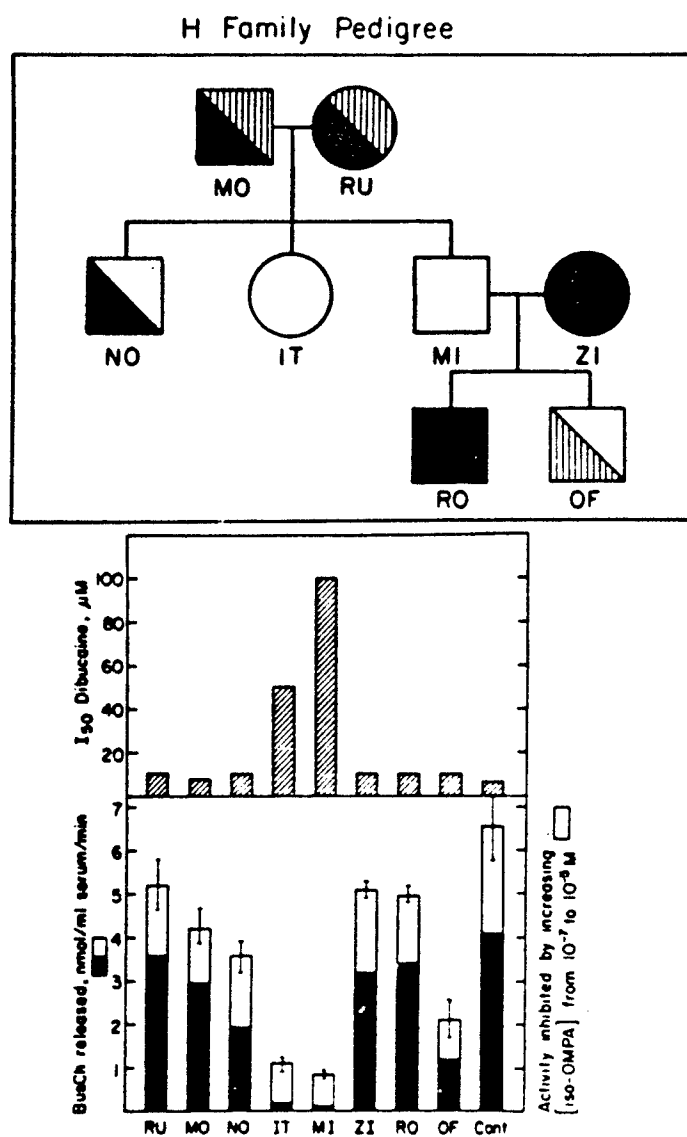 H Family Pedigree
MO RU
NO IT MI ZI
RO OF
I50 Dibucaine, μM
100
80
60
40
20
BusCh released, nmol/ml serum/min
7
6
5
4
3
2
1
Activity inhibited by increasing
[iso-OMPA] from 10-7 to 10-5 M
RU MO NO IT MI ZI RO OF Cont